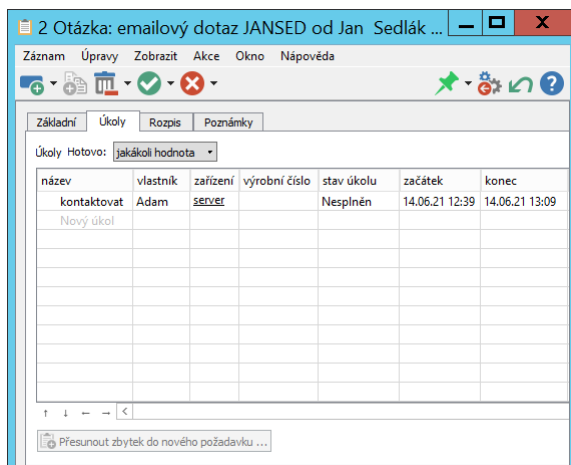 2 Otázka: emailový dotaz JANSED od Jan Sedlák ...
Záznam Úpravy Zobrazit Akce Okno Nápověda
Základní Úkoly Rozpis Poznámky
Úkoly Hotovo: jakákoli hodnota
název vlastník zařízení výrobní číslo stav úkolu začátek konec
kontaktovat Adam server Nesplněn 14.06.21 12:39 14.06.21 13:09
Nový úkol
Přesunout zbytek do nového požadavku ...